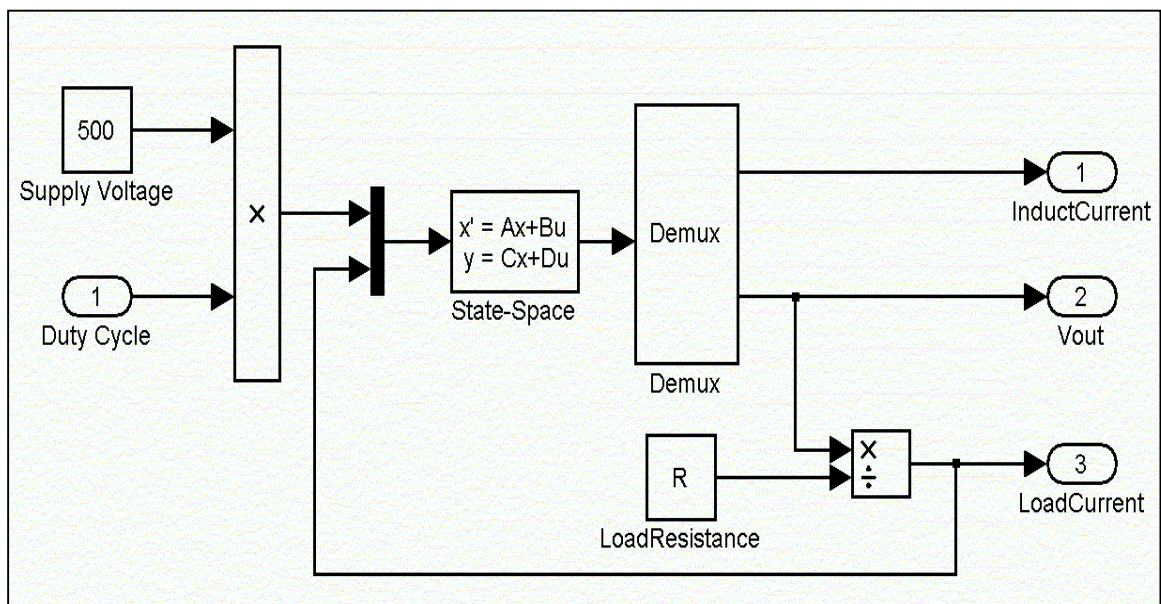 500
Supply Voltage
1
Duty Cycle
×
x' = Ax+Bu
y = Cx+Du
State-Space
Demux
Demux
1
InductCurrent
2
Vout
R
LoadResistance
×
÷
3
LoadCurrent